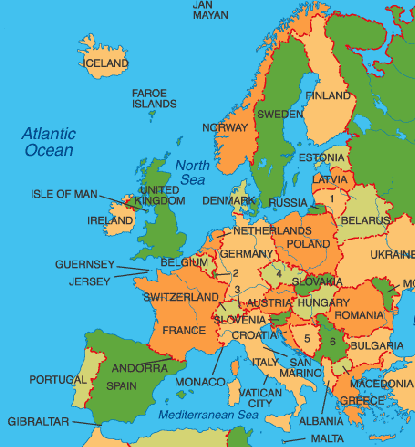 JAN
MAYAN
ICELAND
FAROE
ISLANDS
FINLAND
SWEDEN
NORWAY
Atlantic
Ocean
North
Sea
ESTONIA
LATVIA
1
RUSSIA
BELARUS
ISLE OF MAN
UNITED
KINGDOM
DENMARK
IRELAND
NETHERLANDS
POLAND
GERMANY
BELGIUM
UKRAINE
GUERNSEY
JERSEY
2
3
4
SLOVAKIA
SWITZERLAND
AUSTRIA
HUNGARY
MO
SLOVENIA
ROMANIA
FRANCE
CROATIA
5
6
BULGARIA
ANDORRA
ITALY
SAN
MARINO
PORTUGAL
SPAIN
MONACO
VATICAN
CITY
MACEDONIA
GREECE
Mediterranean Sea
ALBANIA
GIBRALTAR
MALTA